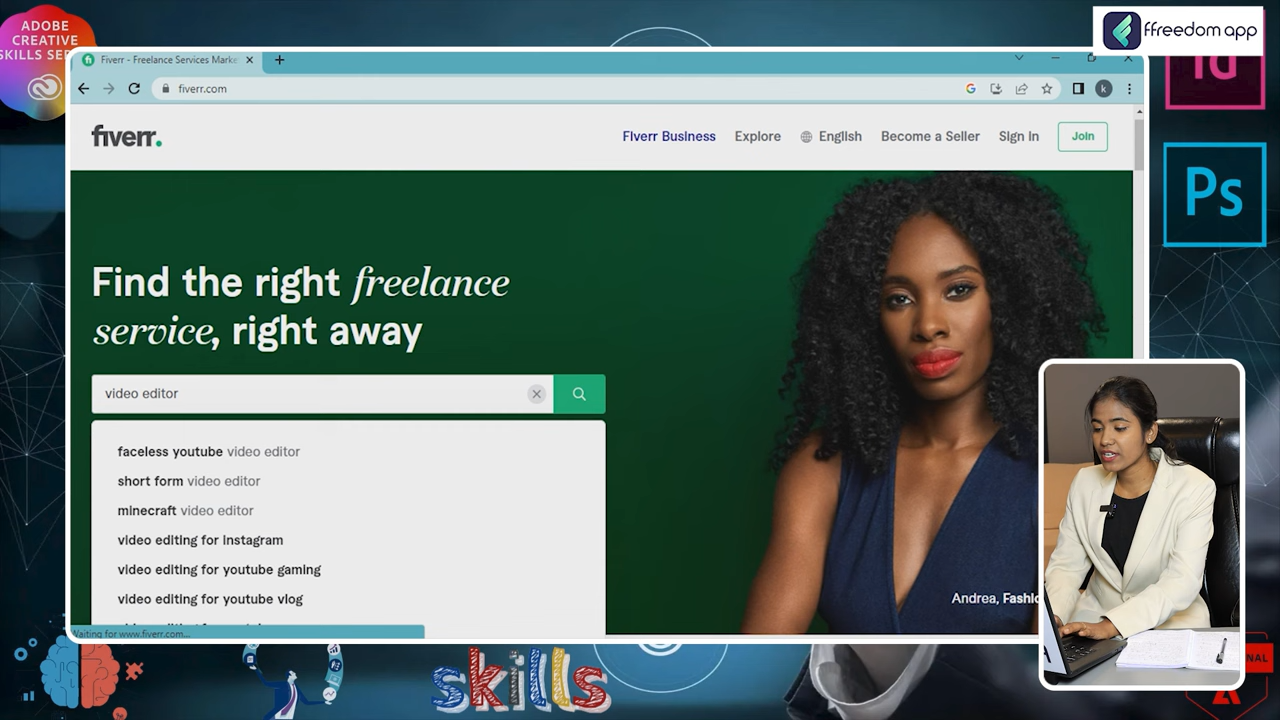 ADOBE
CREATIVE
SKILLS SE
ffreedom app
Id
Fiverr - Freelance Services Marke
fiverr.com
k
fiverr.
Fiverr Business
Explore
English
Become a Seller
Sign in
Join
Ps
Find the right freelance
service, right away
video editor
faceless youtube video editor
short form video editor
minecraft video editor
video editing for instagram
video editing for youtube gaming
video editing for youtube vlog
Andrea, Fashio
Waiting for www.fiverr.com...
skills
NAL